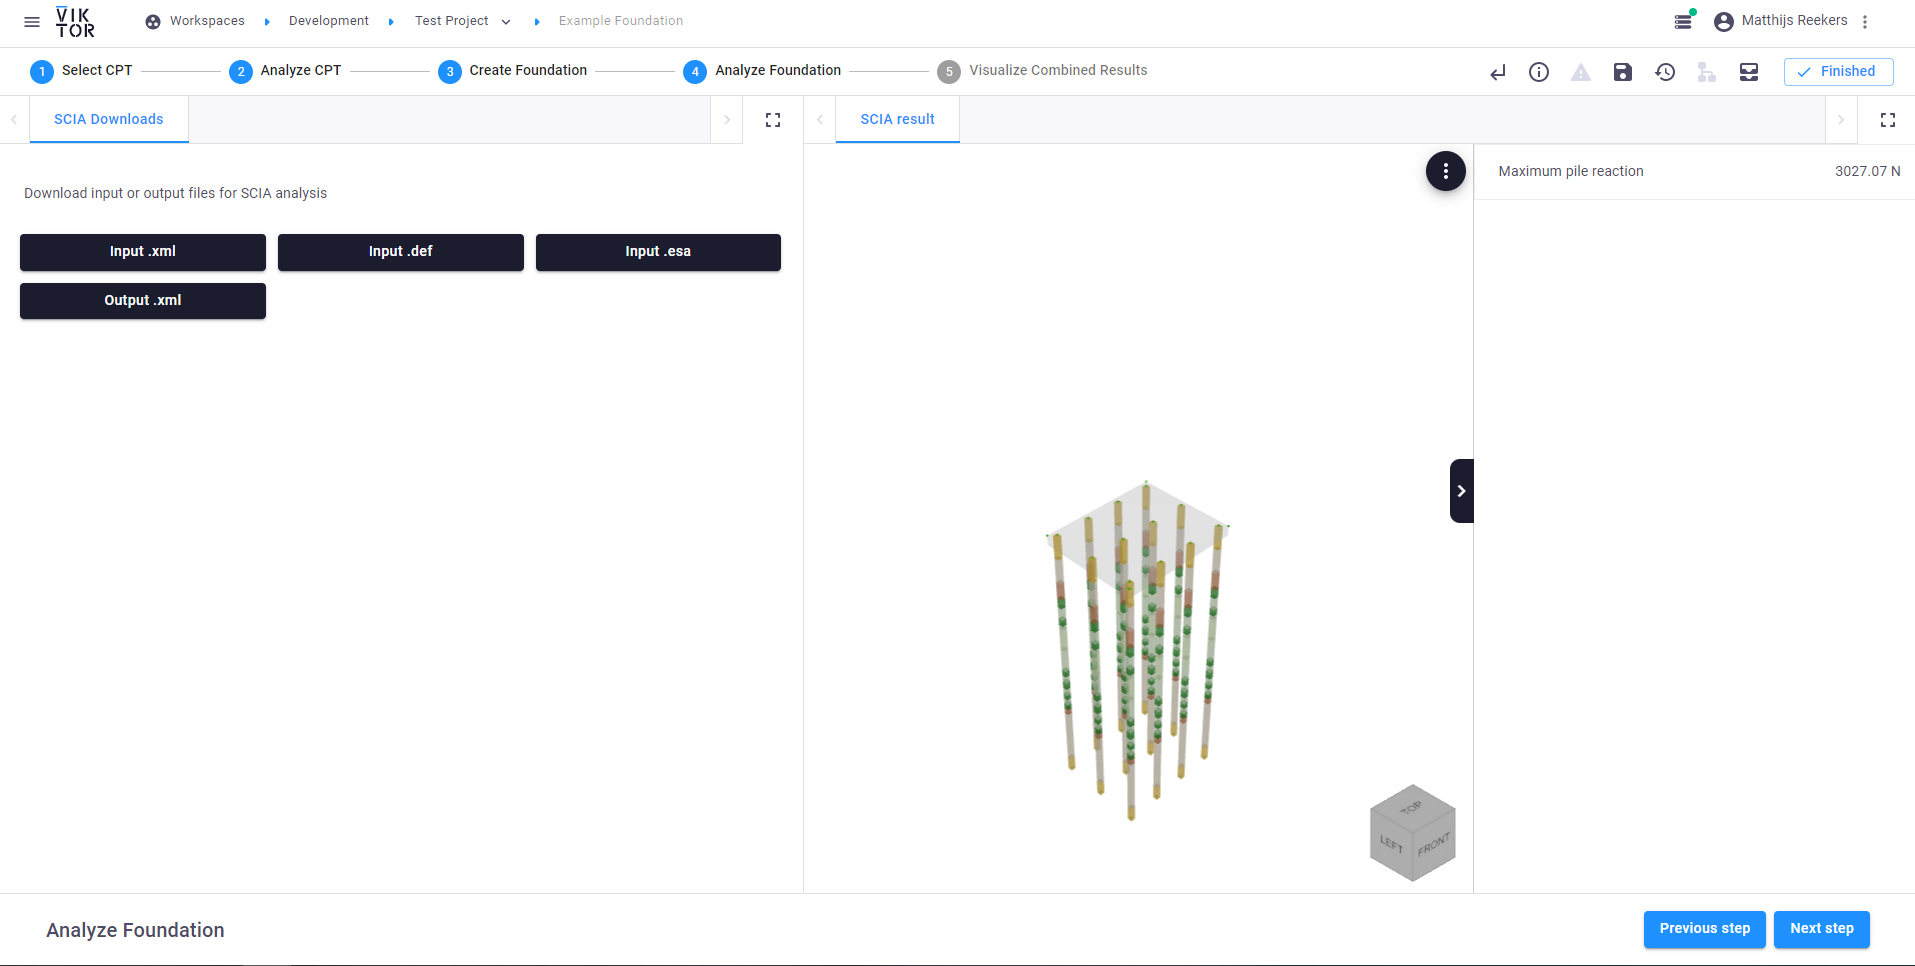 VIK
TOR
Workspaces
Development
Test Project
Example Foundation
Matthijs Reekers
1 Select CPT
2 Analyze CPT
3 Create Foundation
4 Analyze Foundation
5 Visualize Combined Results
Finished
SCIA Downloads
SCIA result
Download input or output files for SCIA analysis
Input .xml
Input .def
Input .esa
Output .xml
Maximum pile reaction
3027.07 N
TOP
LEFT
FRONT
Analyze Foundation
Previous step
Next step